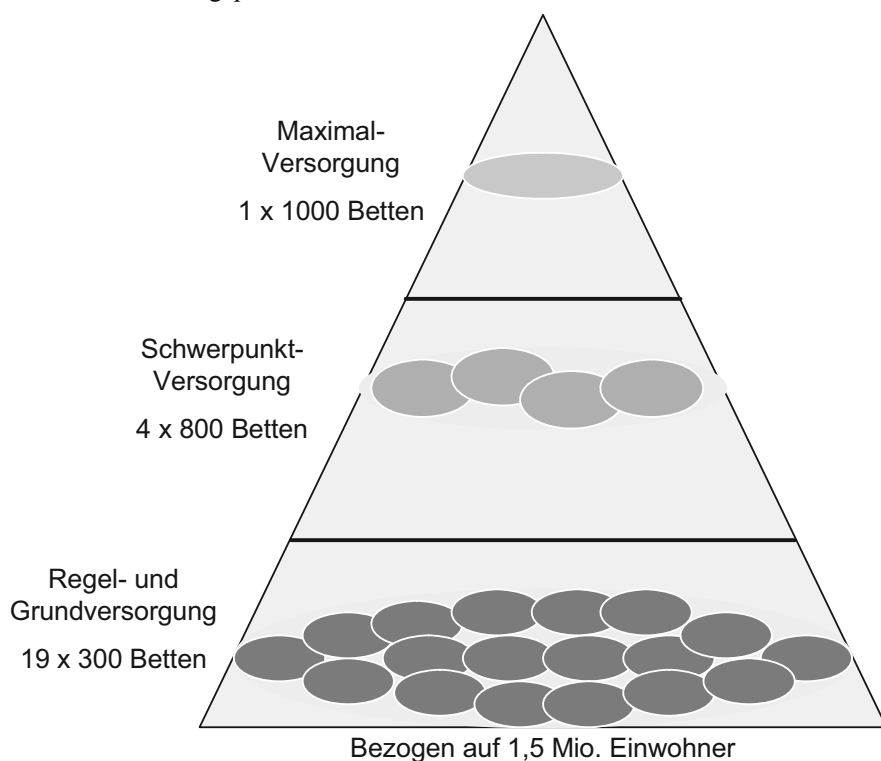 Maximal-
Versorgung
1 x 1000 Betten
Schwerpunkt-
Versorgung
4 x 800 Betten
Regel- und
Grundversorgung
19 x 300 Betten
Bezogen auf 1,5 Mio. Einwohner